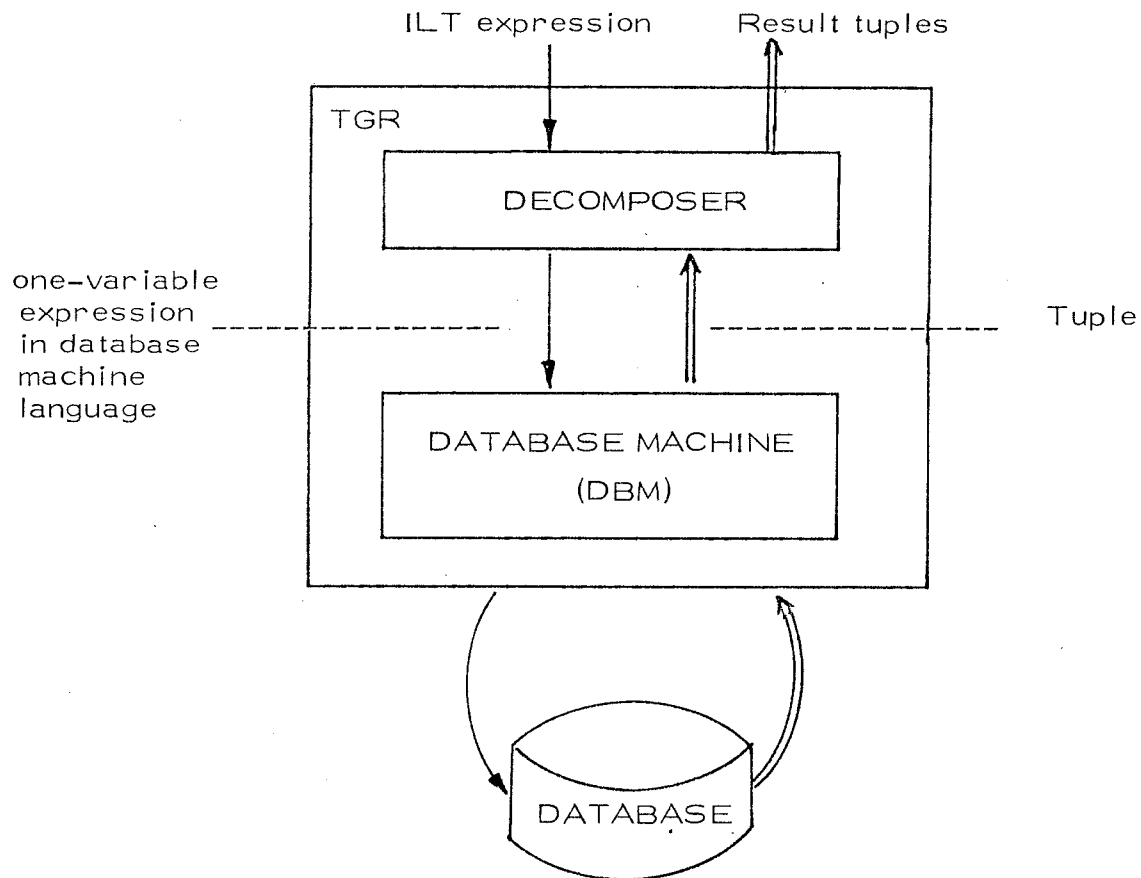 ILT expression
Result tuples
TGR
DECOMPOSER
one-variable
expression
in database
machine
language
Tuple
DATABASE MACHINE
(DBM)
DATABASE